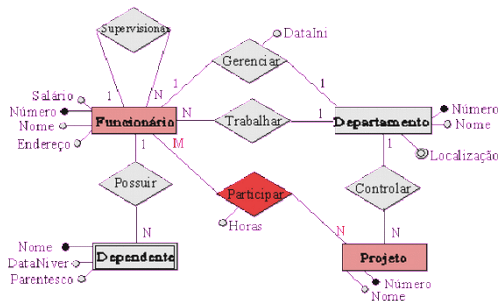 Supervisionar
DataIni
1 N 1 Gerenciar 1
Salário
Número
Nome
Endereço
Funcionário
N Trabalhar 1
Departamento
Número
Nome
Localização
1 M 1
Possuir Participar Controlar
Horas
N N N
Nome
DataNiver
Parentesco
Dependente
Projeto
Número
Nome